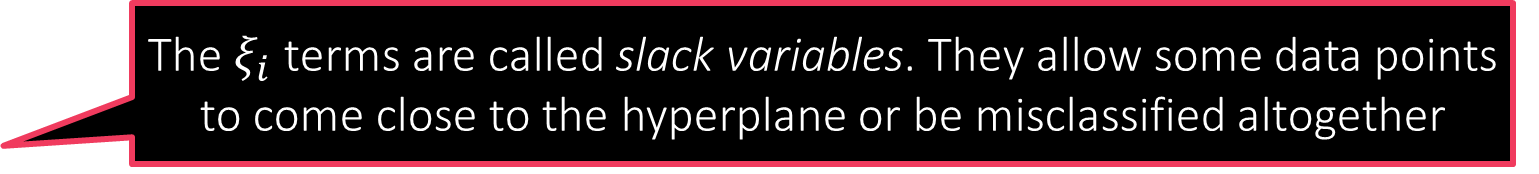 The ξᵢ terms are called slack variables. They allow some data points
to come close to the hyperplane or be misclassified altogether